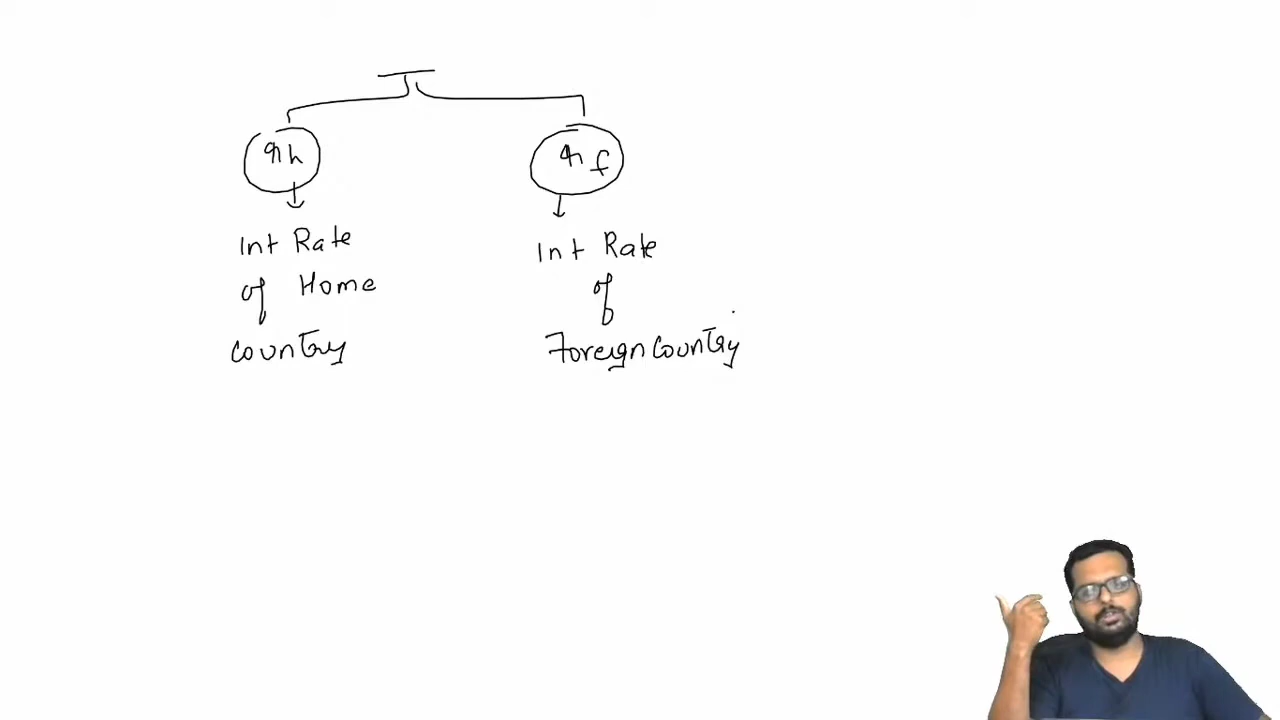 rh
rf
Int Rate
of Home
country
Int Rate
of
Foreign country